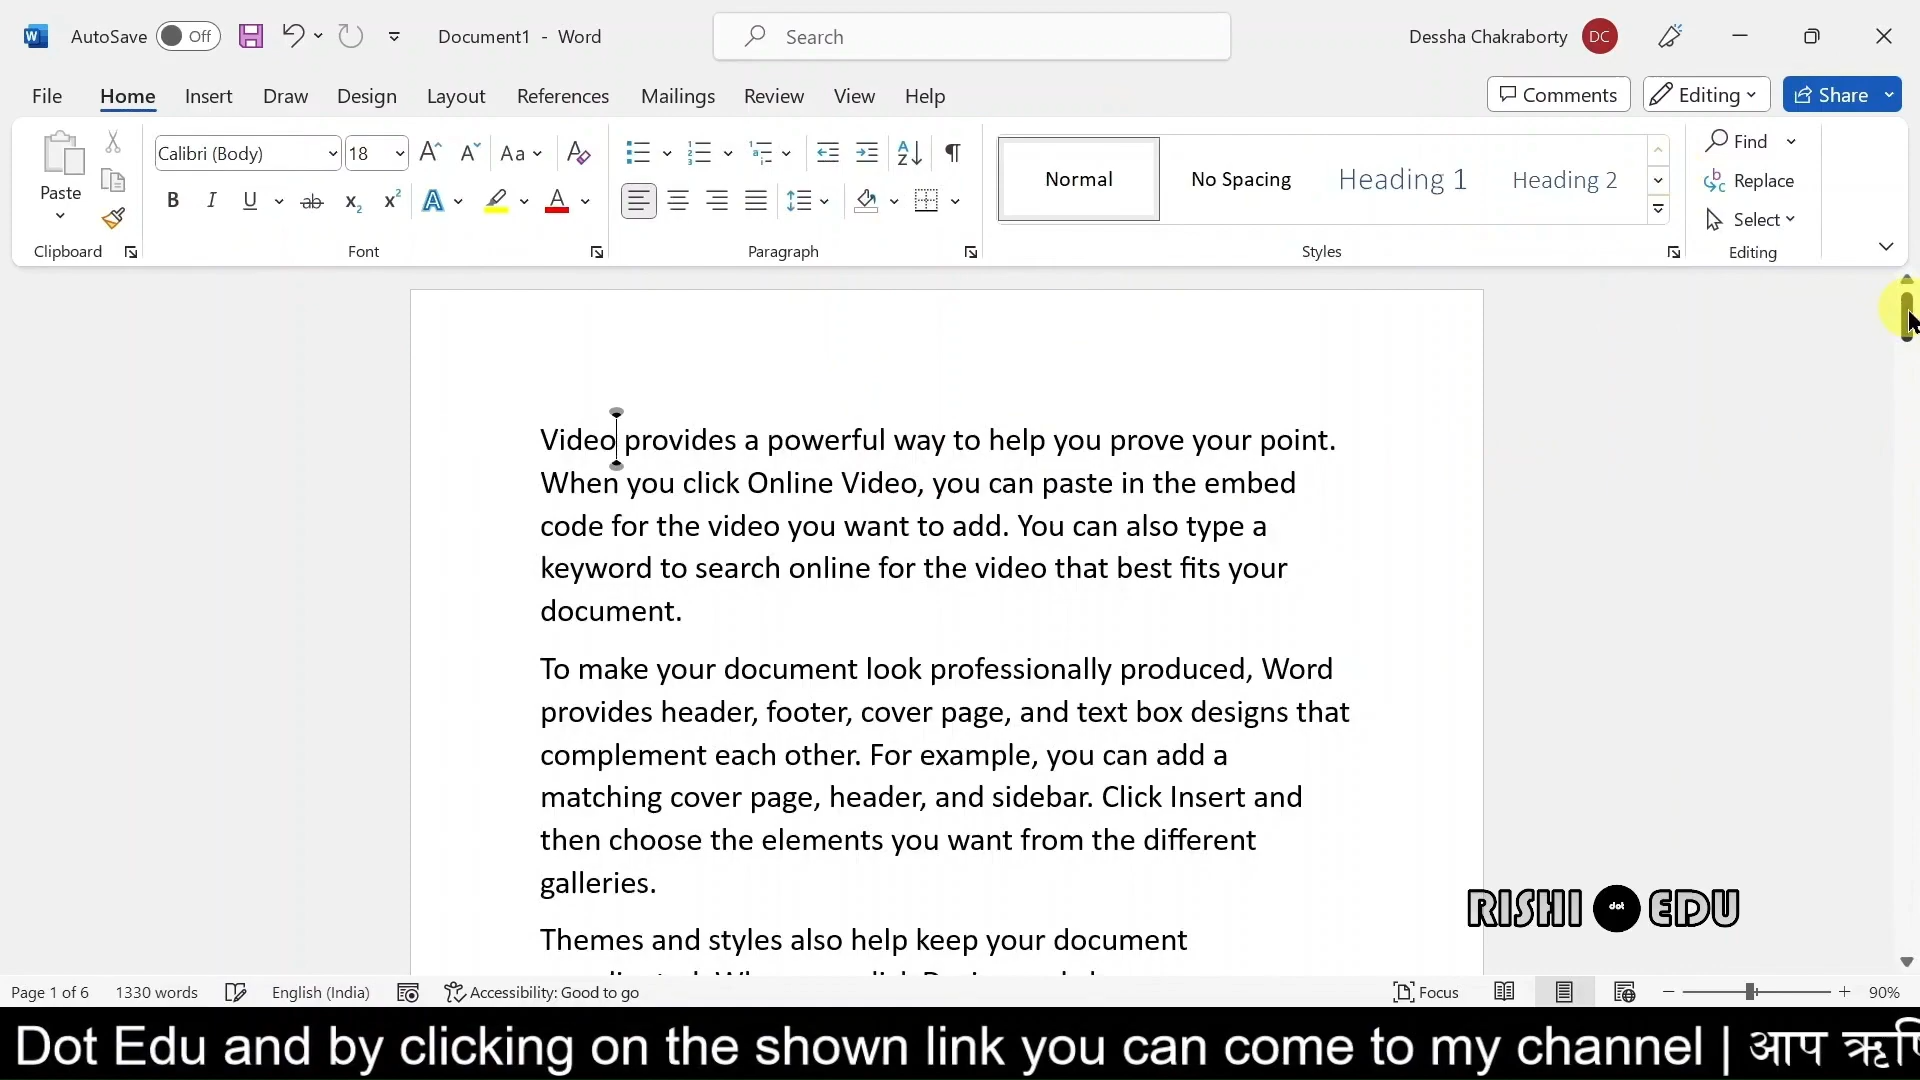 AutoSave Off Document1 - Word Search Dessha Chakraborty DC
File Home Insert Draw Design Layout References Mailings Review View Help Comments Editing Share
Paste
Clipboard
Calibri (Body) 18
Font
Paragraph
Normal No Spacing Heading 1 Heading 2
Styles
Find
Replace
Select
Editing
Video provides a powerful way to help you prove your point.
When you click Online Video, you can paste in the embed
code for the video you want to add. You can also type a
keyword to search online for the video that best fits your
document.
To make your document look professionally produced, Word
provides header, footer, cover page, and text box designs that
complement each other. For example, you can add a
matching cover page, header, and sidebar. Click Insert and
then choose the elements you want from the different
galleries.
Themes and styles also help keep your document
RISHI dot EDU
Page 1 of 6 1330 words English (India) Accessibility: Good to go Focus 90%
Dot Edu and by clicking on the shown link you can come to my channel | आप